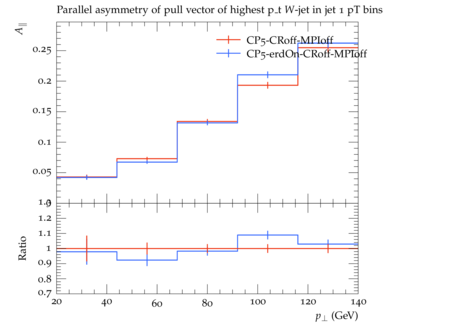 Parallel asymmetry of pull vector of highest p_t W-jet in jet 1 pT bins
A∥
CP5-CRoff-MPIoff
CP5-erdOn-CRoff-MPIoff
0.25
0.2
0.15
0.1
0.05
0
1.3
1.2
1.1
1
0.9
0.8
0.7
Ratio
20 40 60 80 100 120 140
p⊥ (GeV)